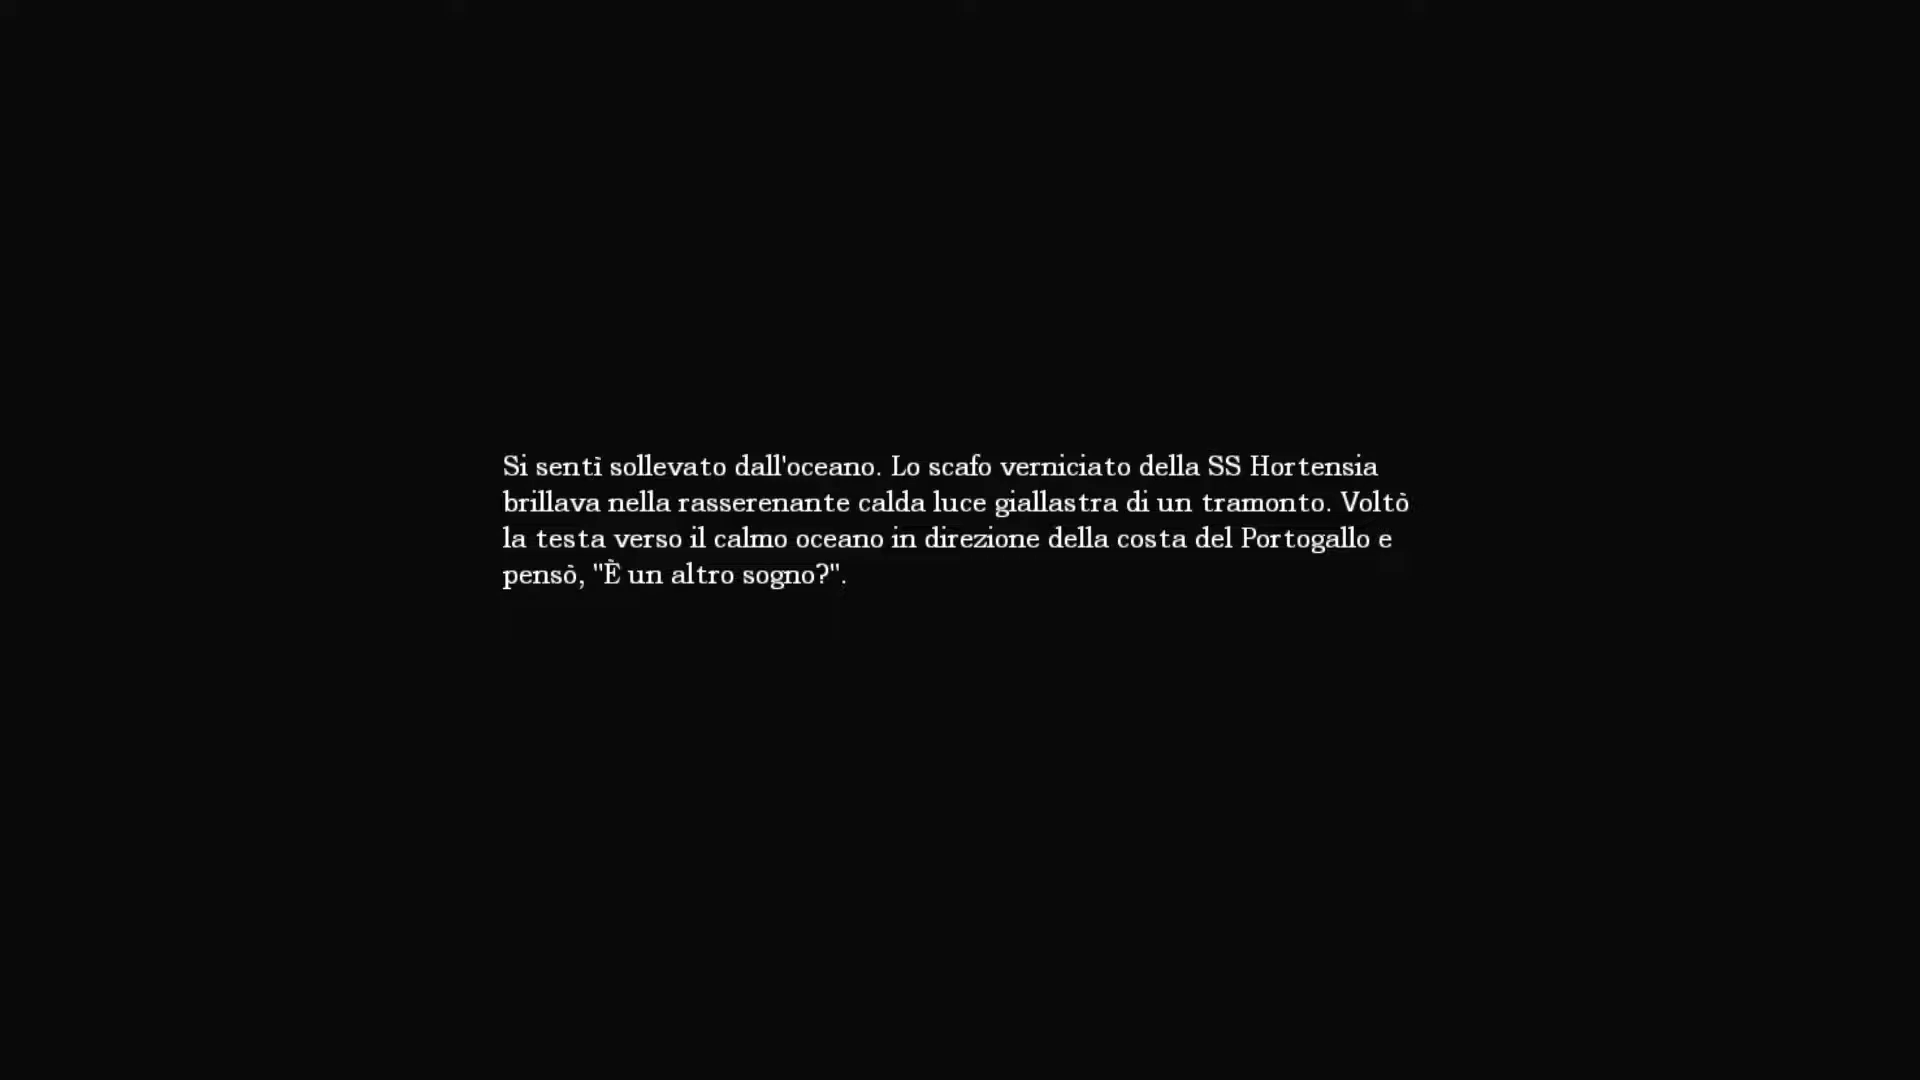 Si sentì sollevato dall'oceano. Lo scafo verniciato della SS Hortensia
brillava nella rasserenante calda luce giallastra di un tramonto. Voltò
la testa verso il calmo oceano in direzione della costa del Portogallo e
pensò, "È un altro sogno?".